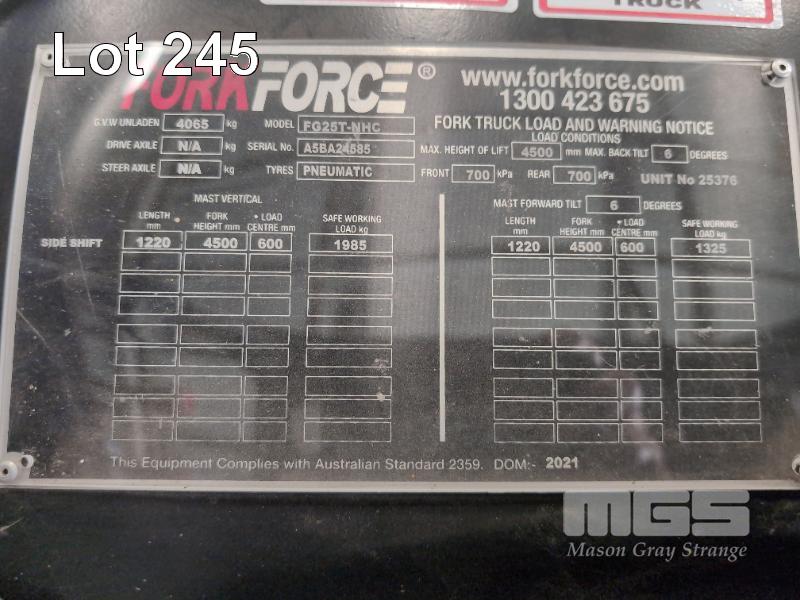 TRUCK
Lot 245
FORKFORCE®
www.forkforce.com
1300 423 675
G.V.W UNLADEN 4065 kg MODEL FG25T-NHC FORK TRUCK LOAD AND WARNING NOTICE
LOAD CONDITIONS
DRIVE AXLE N/A kg SERIAL No. A5BA24585 MAX. HEIGHT OF LIFT 4500 mm MAX. BACK TILT 6 DEGREES
STEER AXLE N/A kg TYRES PNEUMATIC FRONT 700 kPa REAR 700 kPa UNIT No 25376
MAST VERTICAL MAST FORWARD TILT 6 DEGREES
LENGTH mm FORK HEIGHT mm • LOAD CENTRE mm SAFE WORKING LOAD kg LENGTH mm FORK HEIGHT mm • LOAD CENTRE mm SAFE WORKING LOAD kg
SIDE SHIFT 1220 4500 600 1985 1220 4500 600 1325
This Equipment Complies with Australian Standard 2359. DOM:- 2021
MGS
Mason Gray Strange